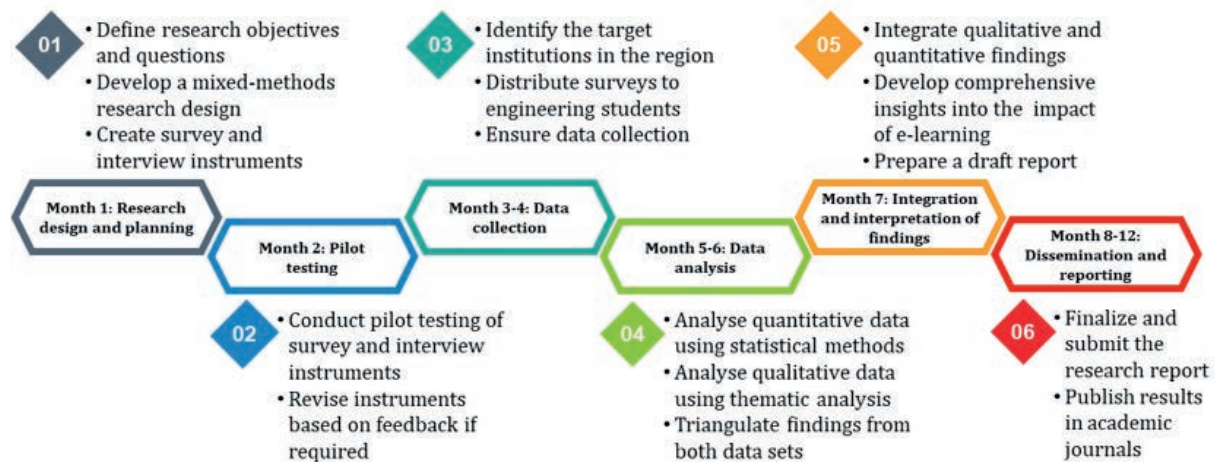 01
• Define research objectives
and questions
• Develop a mixed-methods
research design
• Create survey and
interview instruments
03
• Identify the target
institutions in the region
• Distribute surveys to
engineering students
• Ensure data collection
05
• Integrate qualitative and
quantitative findings
• Develop comprehensive
insights into the impact
of e-learning
• Prepare a draft report
Month 1: Research
design and planning
Month 2: Pilot
testing
Month 3-4: Data
collection
Month 5-6: Data
analysis
Month 7: Integration
and interpretation of
findings
Month 8-12:
Dissemination and
reporting
02
• Conduct pilot testing of
survey and interview
instruments
• Revise instruments
based on feedback if
required
04
• Analyse quantitative data
using statistical methods
• Analyse qualitative data
using thematic analysis
• Triangulate findings from
both data sets
06
• Finalize and
submit the
research report
• Publish results
in academic
journals